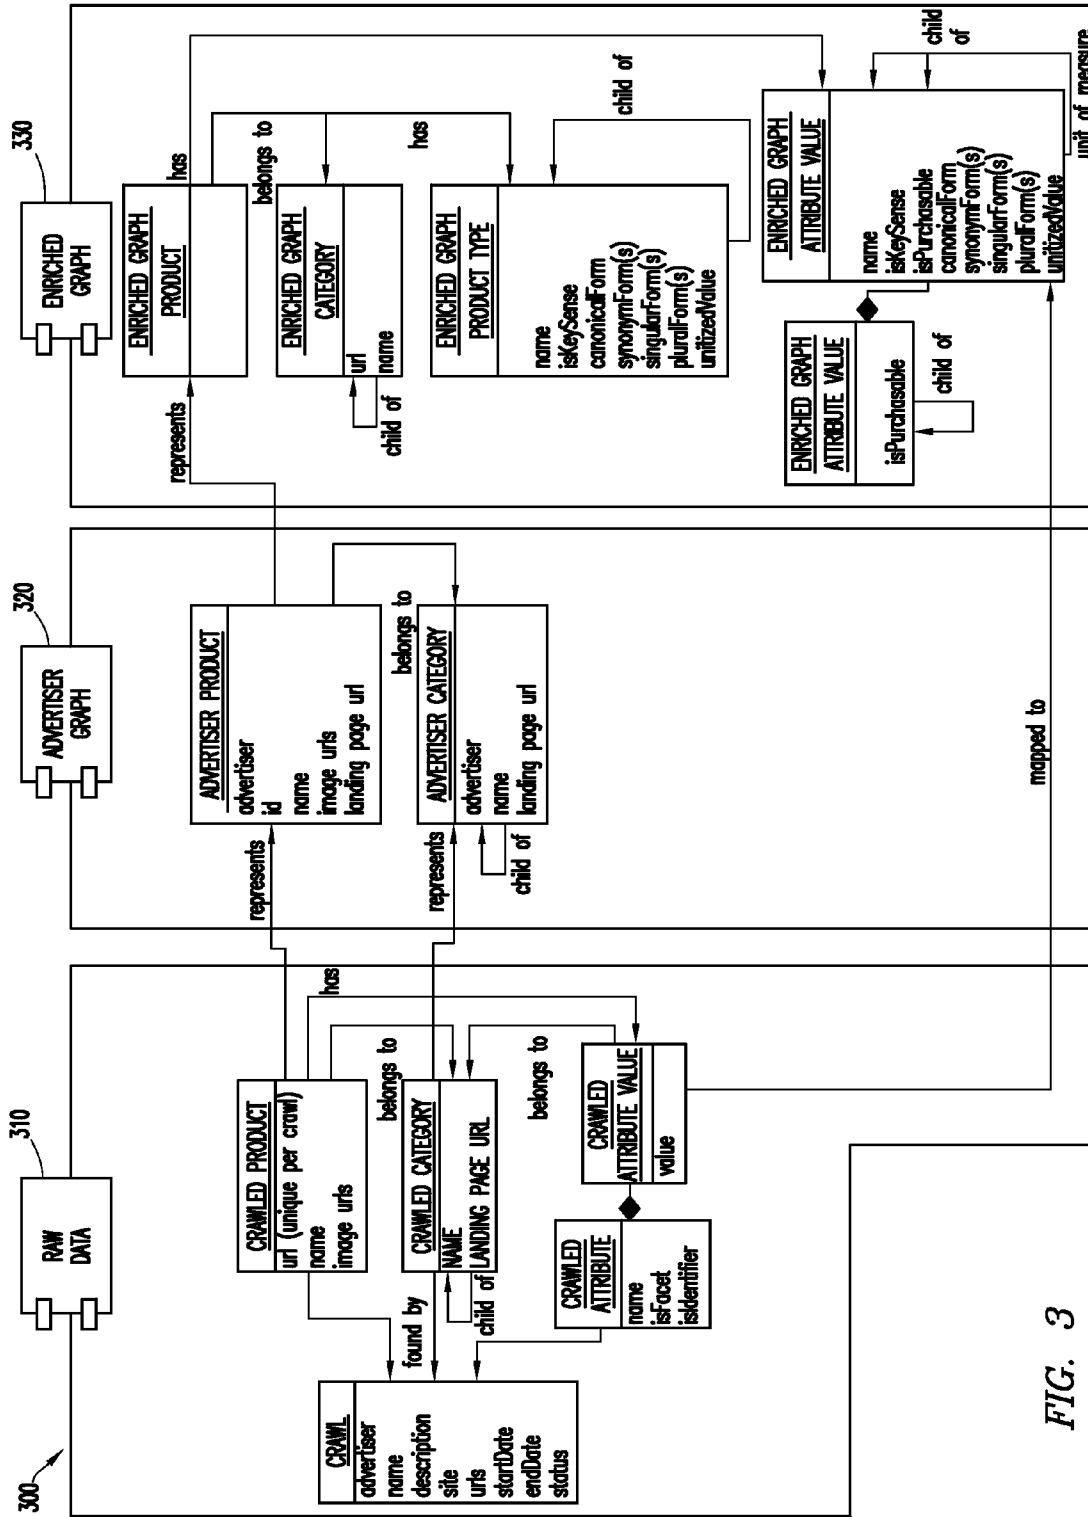 300
310
RAW
DATA
CRAWL
advertiser
name
description
site
urls
startDate
endDate
status
found by
CRAWLED PRODUCT
url (unique per crawl)
name
image urls
has
belongs to
CRAWLED CATEGORY
NAME
LANDING PAGE URL
child of
belongs to
CRAWLED
ATTRIBUTE
name
isFacet
isIdentifier
CRAWLED
ATTRIBUTE VALUE
value
represents
represents
mapped to
320
ADVERTISER
GRAPH
ADVERTISER PRODUCT
advertiser
id
name
image urls
landing page url
belongs to
ADVERTISER CATEGORY
advertiser
name
landing page url
child of
represents
330
ENRICHED
GRAPH
ENRICHED GRAPH
PRODUCT
has
belongs to
ENRICHED GRAPH
CATEGORY
url
name
child of
has
ENRICHED GRAPH
PRODUCT TYPE
name
isKeySense
canonicalForm
synonymForm(s)
singularForm(s)
pluralForm(s)
unitizedValue
child of
ENRICHED GRAPH
ATTRIBUTE VALUE
isPurchasable
child of
ENRICHED GRAPH
ATTRIBUTE VALUE
name
isKeySense
isPurchasable
canonicalForm
synonymForm(s)
singularForm(s)
pluralForm(s)
unitizedValue
child
of
unit of measure
FIG. 3